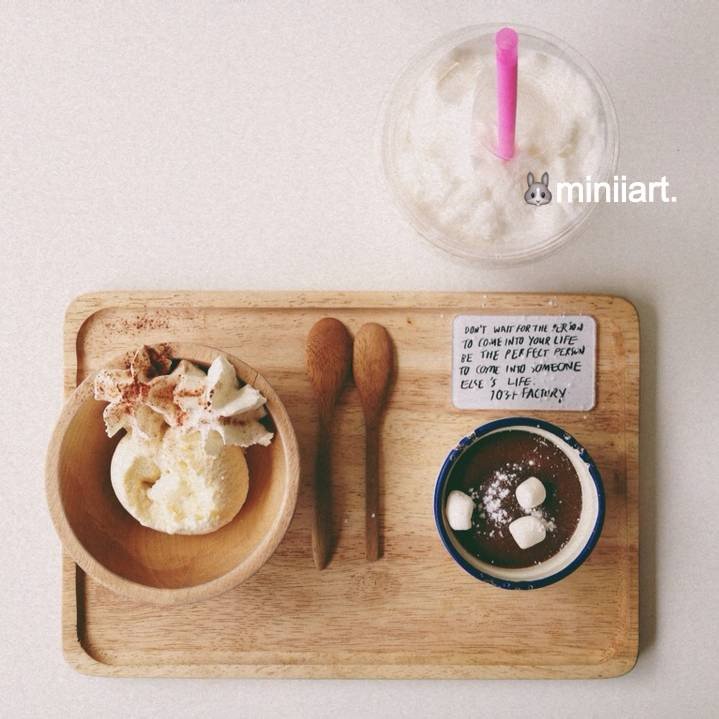 miniiart.
DON'T WAIT FOR THE PERSON
TO COME INTO YOUR LIFE
BE THE PERFECT PERSON
TO COME INTO SOMEONE
ELSE'S LIFE.
103+ FACTORY